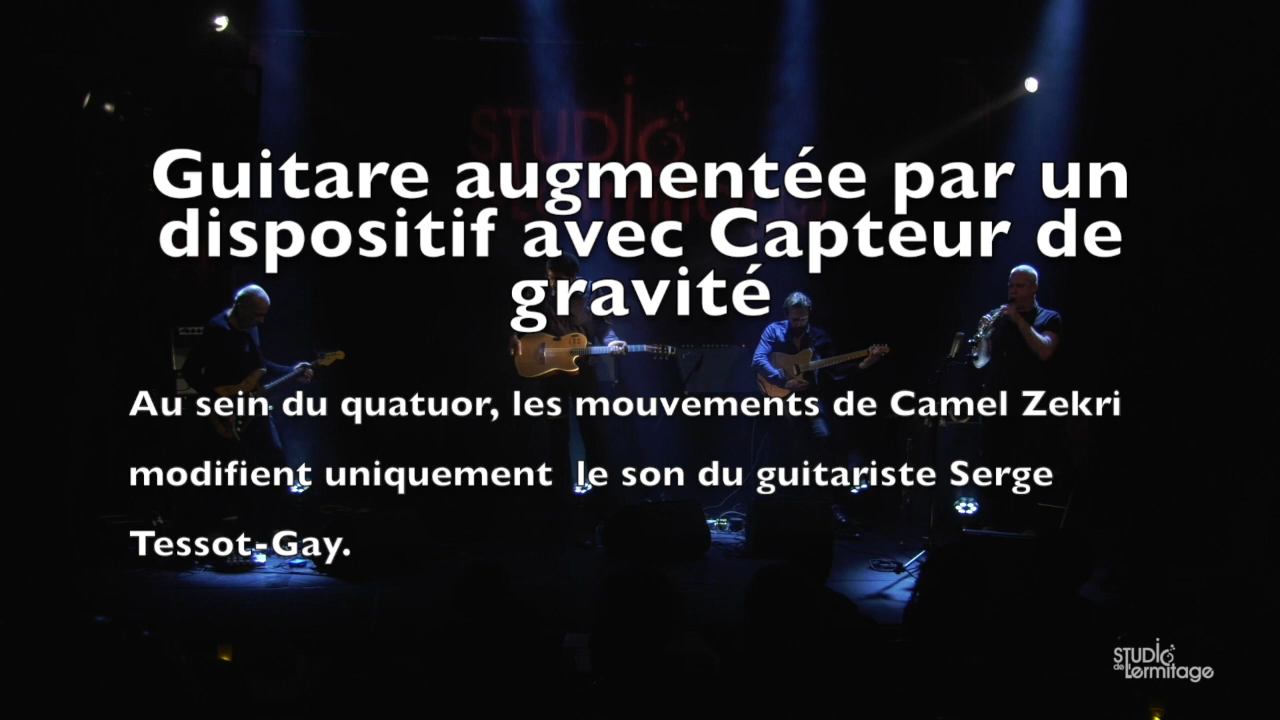 STUDIO
Guitare augmentée par un
dispositif avec Capteur de
gravité
Au sein du quatuor, les mouvements de Camel Zekri
modifient uniquement  le son du guitariste Serge
Tessot-Gay.
STUDIO
de L'ermitage